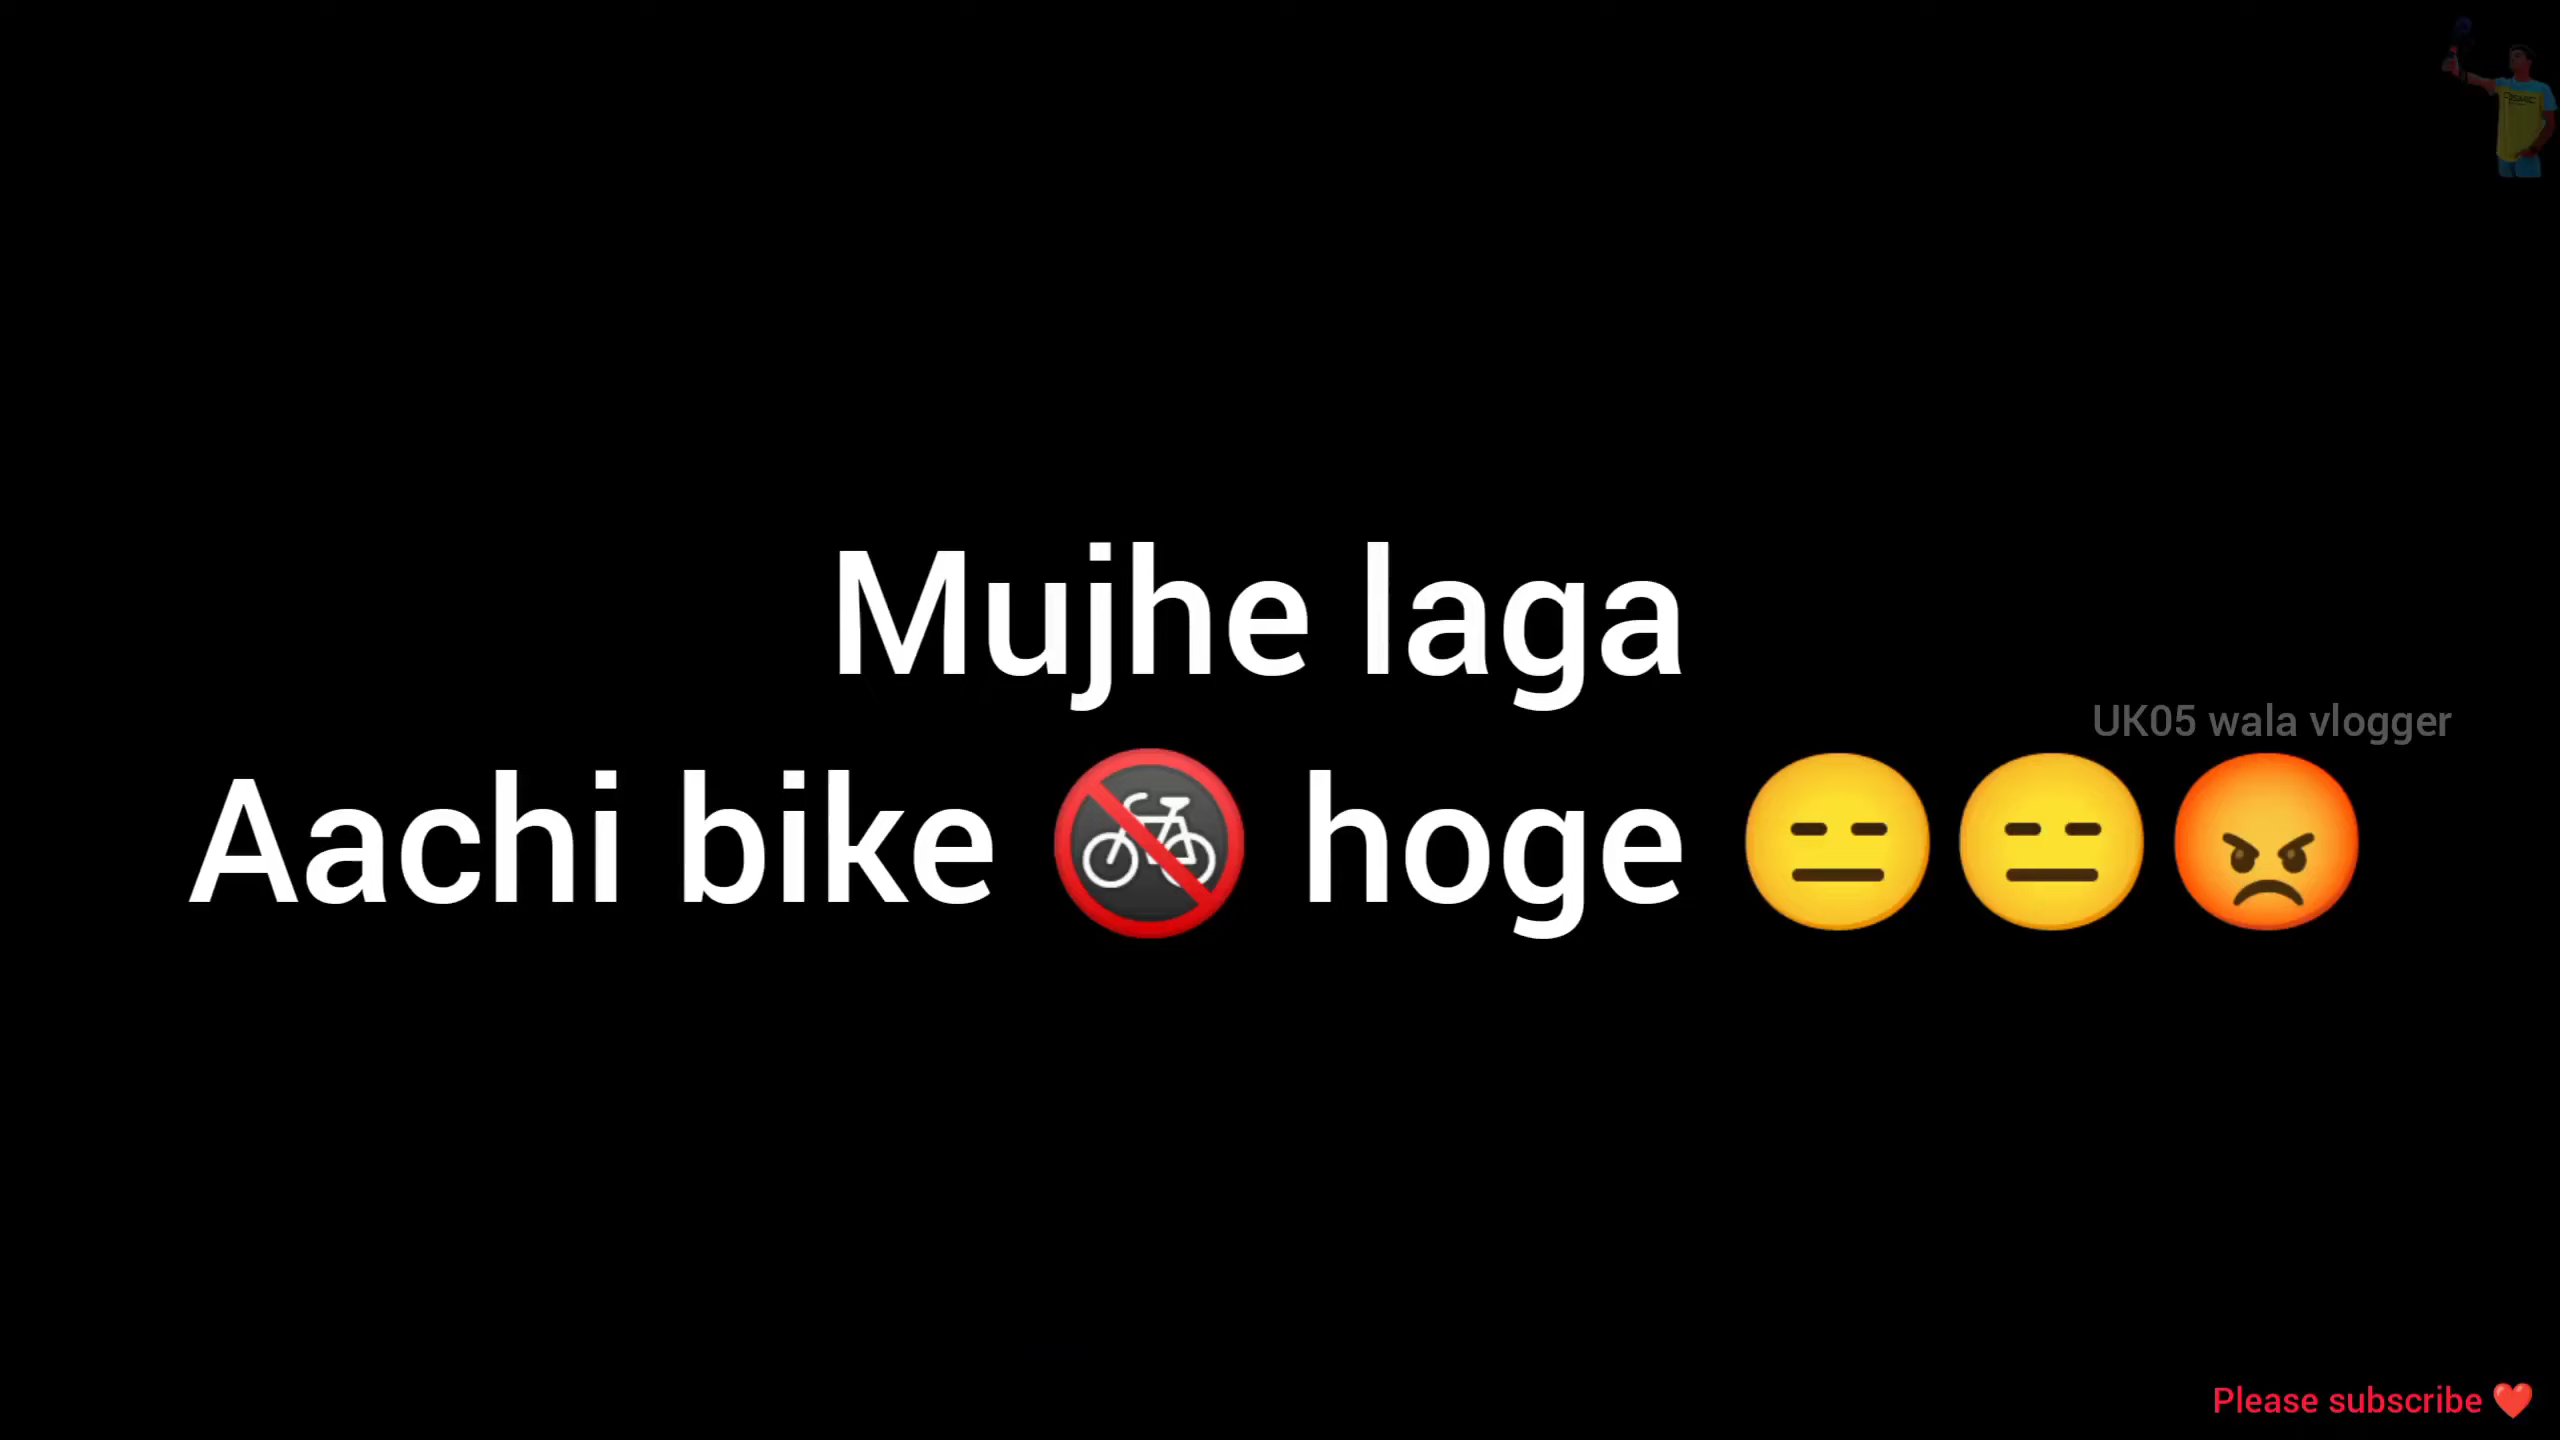 Mujhe laga
UK05 wala vlogger
Aachi bike 🚳 hoge 😑😑😡
Please subscribe ❤️